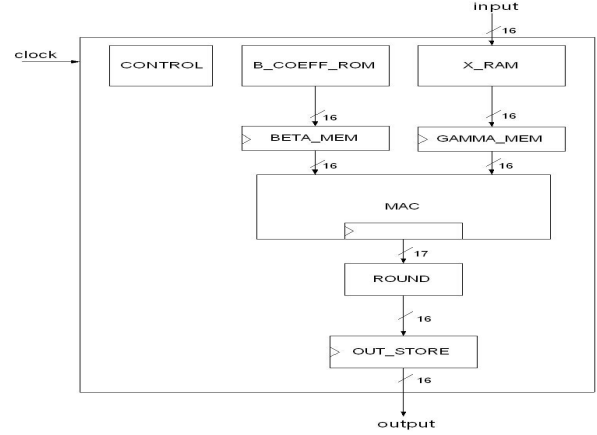 input
16
clock
CONTROL
B_COEFF_ROM
X_RAM
16
16
BETA_MEM
GAMMA_MEM
16
16
MAC
17
ROUND
16
OUT_STORE
16
output